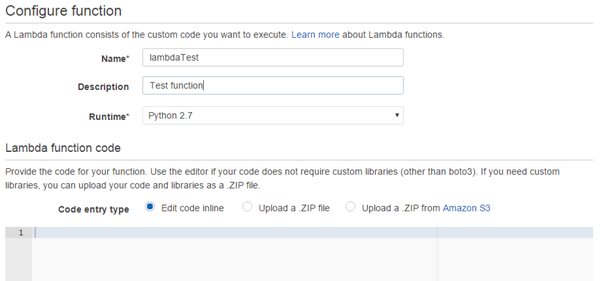 Configure function
A Lambda function consists of the custom code you want to execute. Learn more about Lambda functions.
Name* lambdaTest
Description Test function
Runtime* Python 2.7
Lambda function code
Provide the code for your function. Use the editor if your code does not require custom libraries (other than boto3). If you need custom
libraries, you can upload your code and libraries as a .ZIP file.
Code entry type Edit code inline Upload a .ZIP file Upload a .ZIP from Amazon S3
1